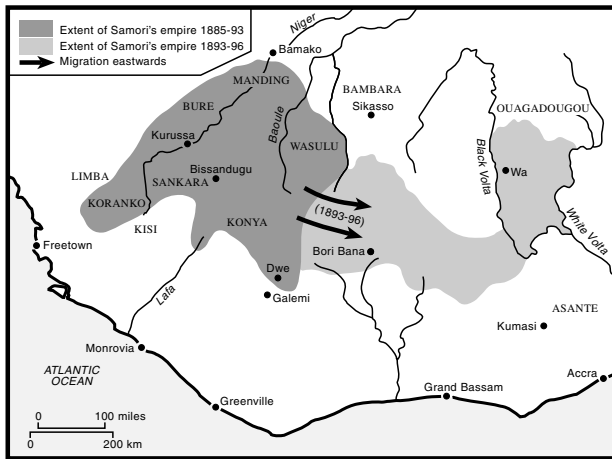 Extent of Samori's empire 1885-93
Extent of Samori's empire 1893-96
Migration eastwards
Niger
Bamako
MANDING
BAMBARA
Sikasso
BURE
OUAGADOUGOU
Kurussa
Baoule
WASULU
Black Volta
LIMBA
Bissandugu
SANKARA
Wa
KORANKO
(1893-96)
White Volta
KISI
KONYA
Freetown
Bori Bana
Dwe
Lafa
Galemi
ASANTE
Kumasi
Monrovia
ATLANTIC
OCEAN
Accra
Grand Bassam
Greenville
0 100 miles
0 200 km